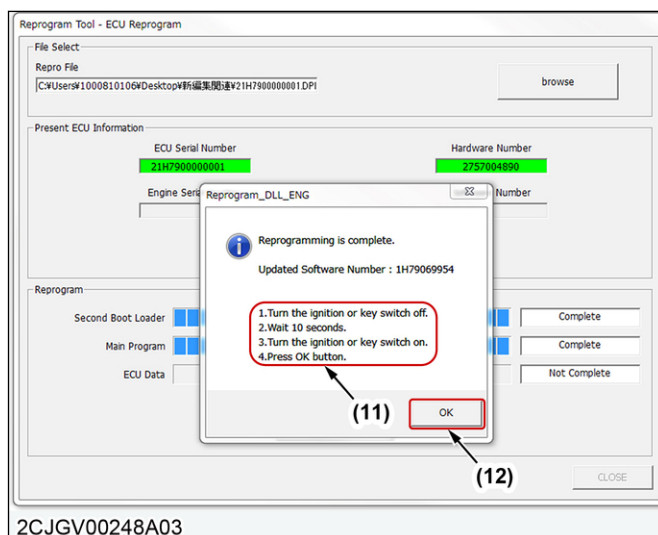 Reprogram Tool - ECU Reprogram
File Select
Repro File
C:¥Users¥1000810106¥Desktop¥新編集関連¥21H7900000001.DPI
browse
Present ECU Information
ECU Serial Number
Hardware Number
21H7900000001
2757004890
Engine Seri
Number
Reprogram_DLL_ENG
Reprogramming is complete.
Updated Software Number : 1H79069954
1.Turn the ignition or key switch off.
2.Wait 10 seconds.
3.Turn the ignition or key switch on.
4.Press OK button.
(11)
OK
(12)
Reprogram
Second Boot Loader
Complete
Main Program
Complete
ECU Data
Not Complete
CLOSE
2CJGV00248A03